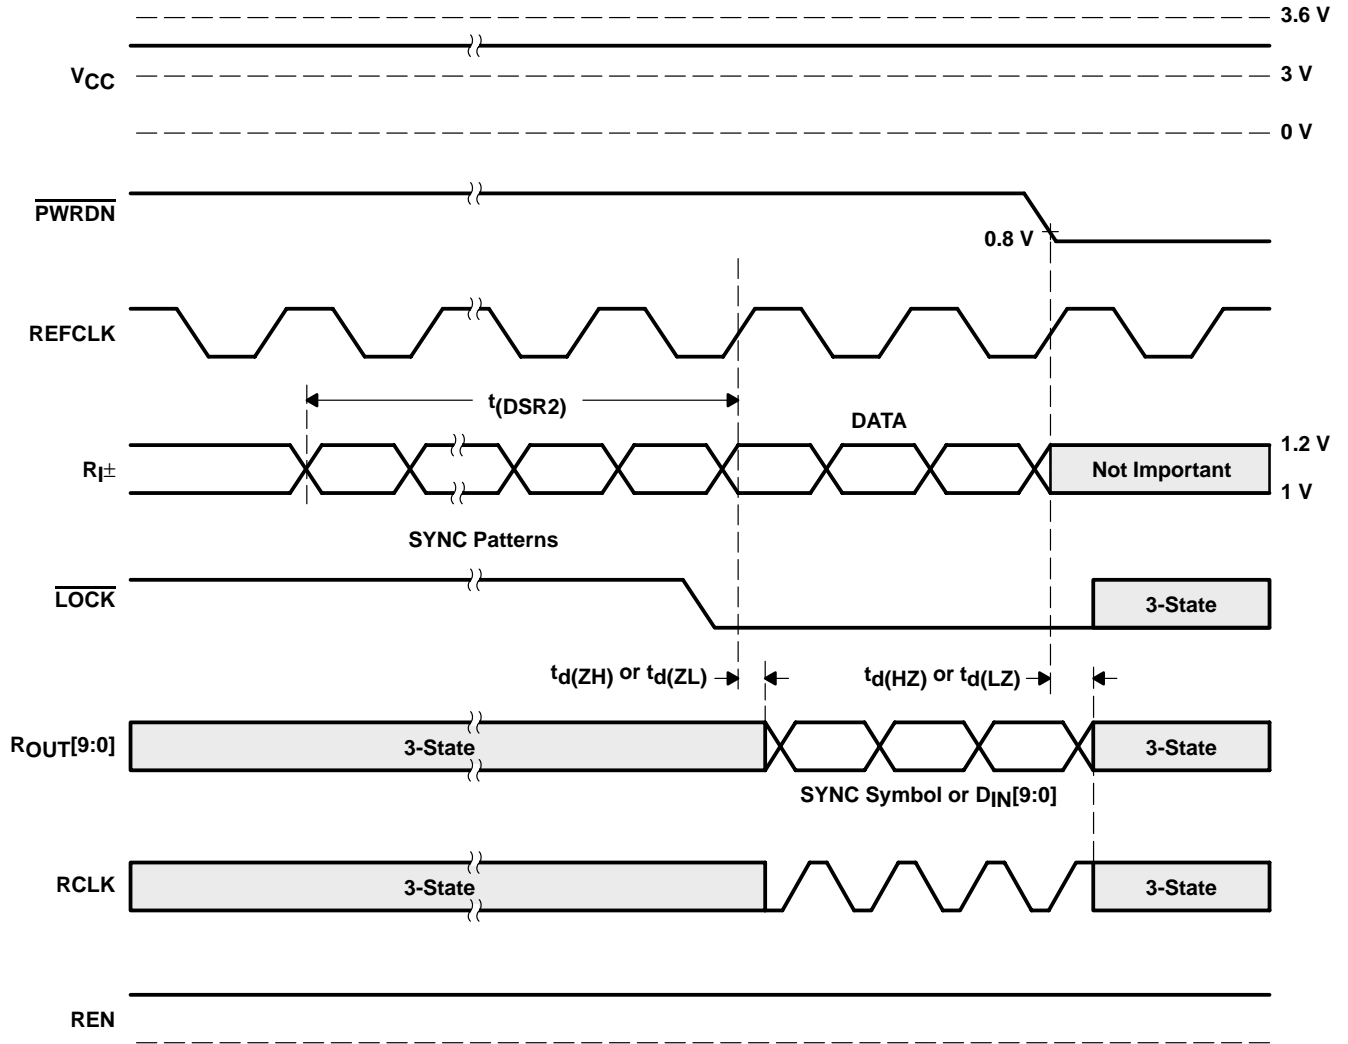 3.6 V
VCC
3 V
0 V
PWRDN
0.8 V
REFCLK
t(DSR2)
DATA
RI±
1.2 V
Not Important
1 V
SYNC Patterns
LOCK
3-State
td(ZH) or td(ZL)
td(HZ) or td(LZ)
ROUT[9:0]
3-State
3-State
SYNC Symbol or DIN[9:0]
RCLK
3-State
3-State
REN